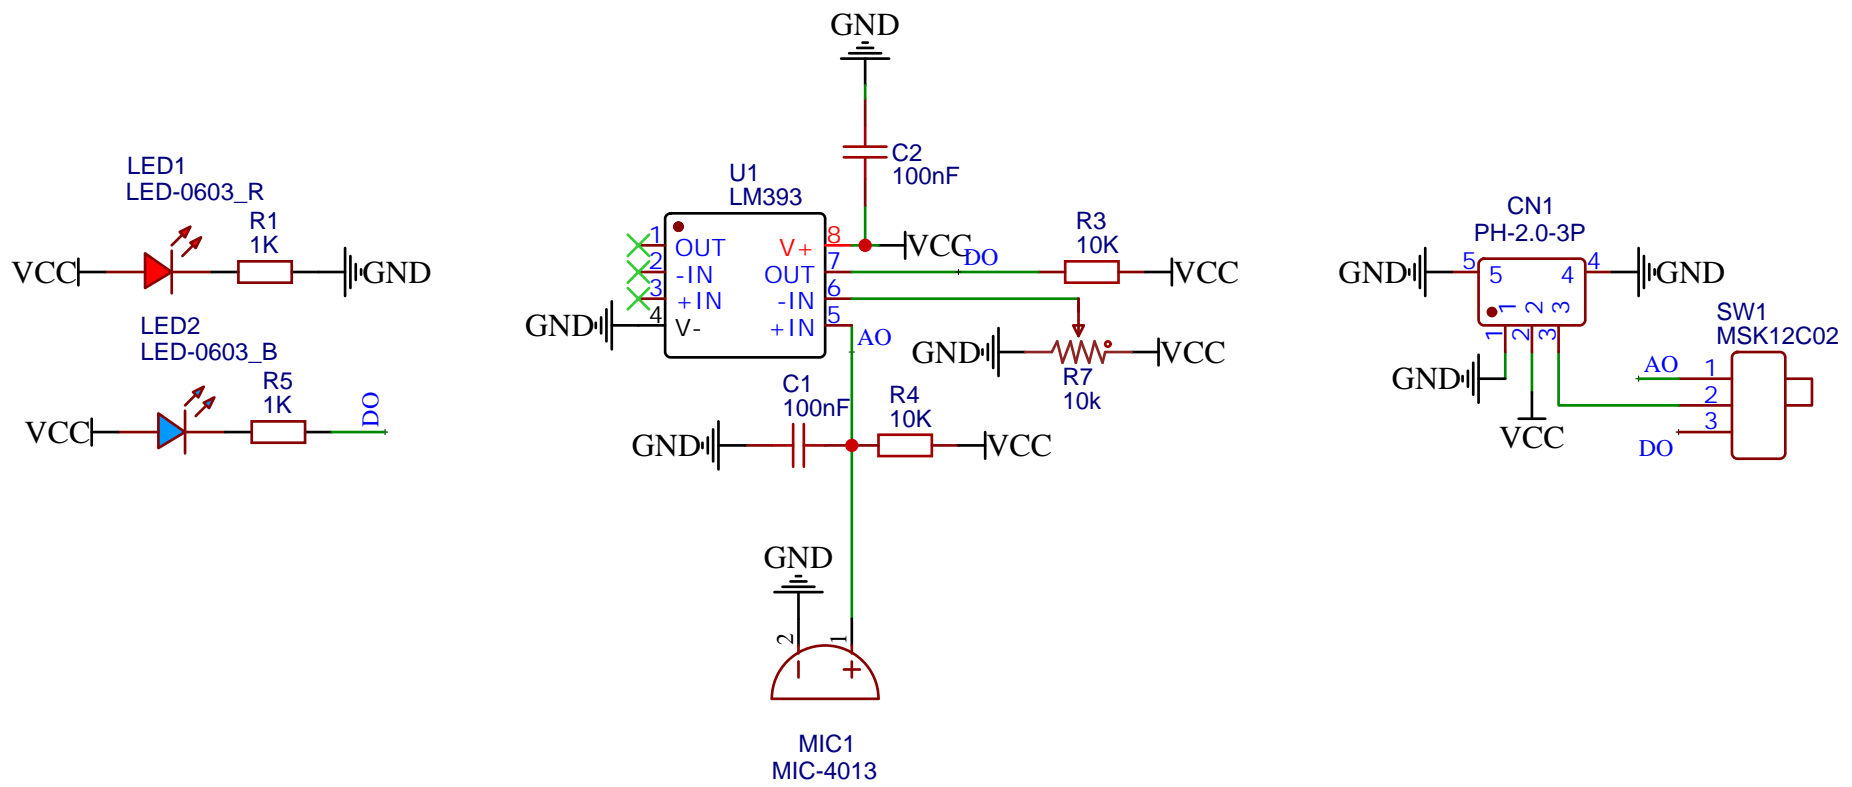 GND
C2
100nF
LED1
LED-0603_R
R1
1K
VCC
GND
LED2
LED-0603_B
R5
1K
VCC
DO
U1
LM393
1 OUT
2 -IN
3 +IN
4 V-
V+ 8
OUT 7
-IN 6
+IN 5
GND
VCC
DO
R3
10K
VCC
AO
GND
VCC
R7
10k
C1
100nF
R4
10K
GND
VCC
GND
2
1
MIC1
MIC-4013
CN1
PH-2.0-3P
GND
5
5
4
4
GND
1 2 3
1 2 3
GND
VCC
SW1
MSK12C02
AO
1
2
3
DO